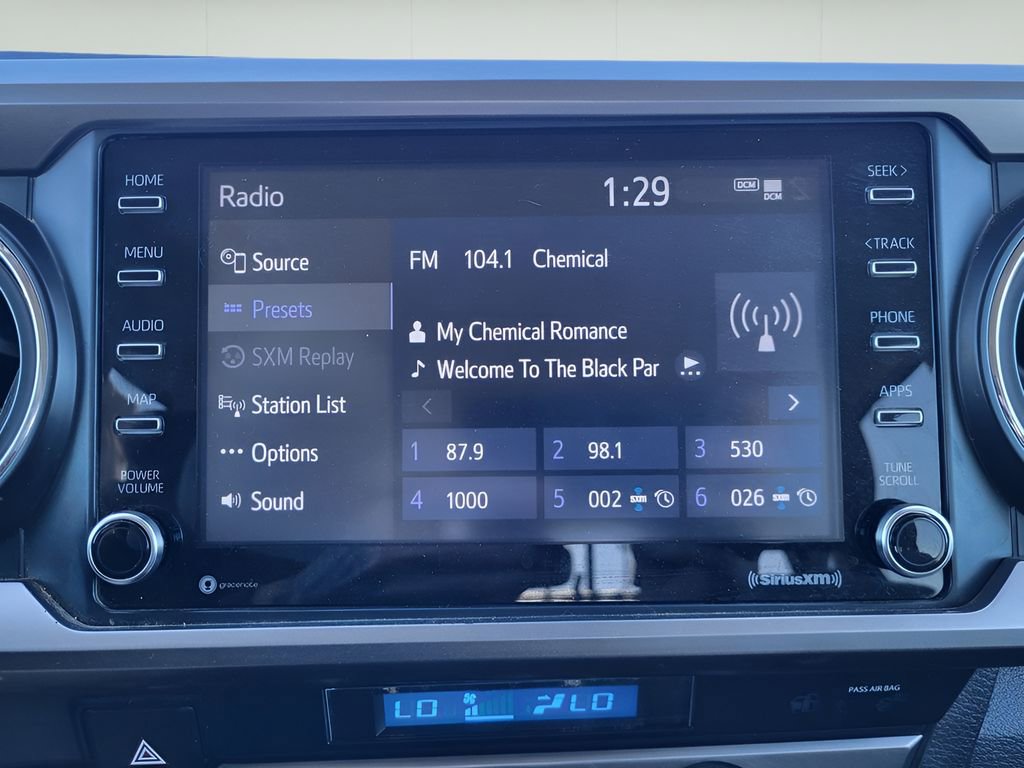 HOME
MENU
AUDIO
MAP
POWER
VOLUME
Radio
1:29
DCM
DCM
Source
Presets
SXM Replay
Station List
Options
Sound
FM 104.1 Chemical
My Chemical Romance
Welcome To The Black Par
<
>
1 87.9
2 98.1
3 530
4 1000
5 002 SXM
6 026 SXM
SEEK >
< TRACK
PHONE
APPS
TUNE
SCROLL
gracenote
((SiriusXM))
LO
LO
PASS AIR BAG